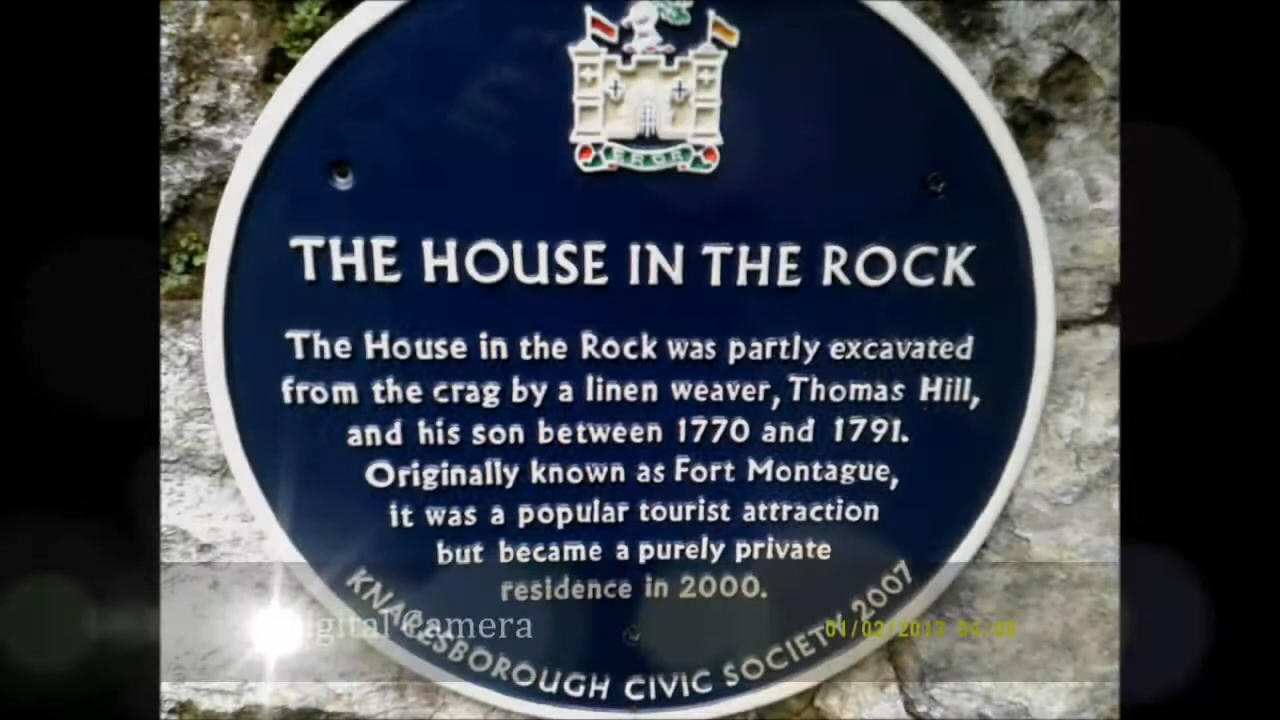 THE HOUSE IN THE ROCK
The House in the Rock was partly excavated
from the crag by a linen weaver, Thomas Hill,
and his son between 1770 and 1791.
Originally known as Fort Montague,
it was a popular tourist attraction
but became a purely private
residence in 2000.
KNARESBOROUGH CIVIC SOCIETY 2007
Digital Camera
01/02/2013